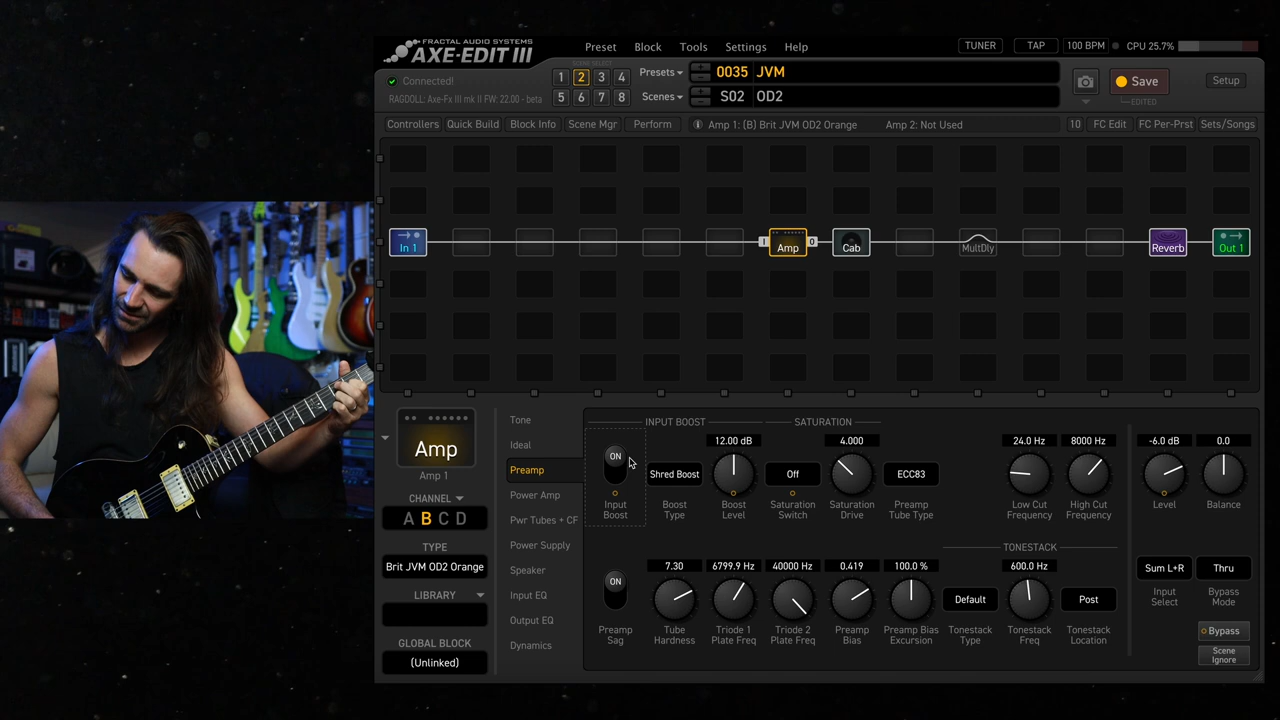 FRACTAL AUDIO SYSTEMS
AXE-EDIT III
Preset Block Tools Settings Help
TUNER TAP 100 BPM CPU 25.7%
Connected!
RAGDOLL: Axe-Fx III mk II FW: 22.00 - beta
SCENE SELECT
1 2 3 4
5 6 7 8
Presets
0035 JVM
Scenes
S02 OD2
Save
EDITED
Setup
Controllers Quick Build Block Info Scene Mgr Perform
Amp 1: (B) Brit JVM OD2 Orange Amp 2: Not Used
10 FC Edit FC Per-Prst Sets/Songs
In 1 I Amp O Cab MultDly Reverb Out 1
Amp
Amp 1
CHANNEL
A B C D
TYPE
Brit JVM OD2 Orange
LIBRARY
GLOBAL BLOCK
(Unlinked)
Tone
Ideal
Preamp
Power Amp
Pwr Tubes + CF
Power Supply
Speaker
Input EQ
Output EQ
Dynamics
INPUT BOOST SATURATION
12.00 dB 4.000 24.0 Hz 8000 Hz -6.0 dB 0.0
ON Shred Boost Off ECC83
Input Boost
Boost Type
Boost Level
Saturation Switch
Saturation Drive
Preamp Tube Type
Low Cut Frequency
High Cut Frequency
Level
Balance
TONESTACK
7.30 6799.9 Hz 40000 Hz 0.419 100.0 % 600.0 Hz
ON Default Post
Preamp Sag
Tube Hardness
Triode 1 Plate Freq
Triode 2 Plate Freq
Preamp Bias
Preamp Bias Excursion
Tonestack Type
Tonestack Freq
Tonestack Location
Sum L+R Thru
Input Select
Bypass Mode
Bypass
Scene Ignore